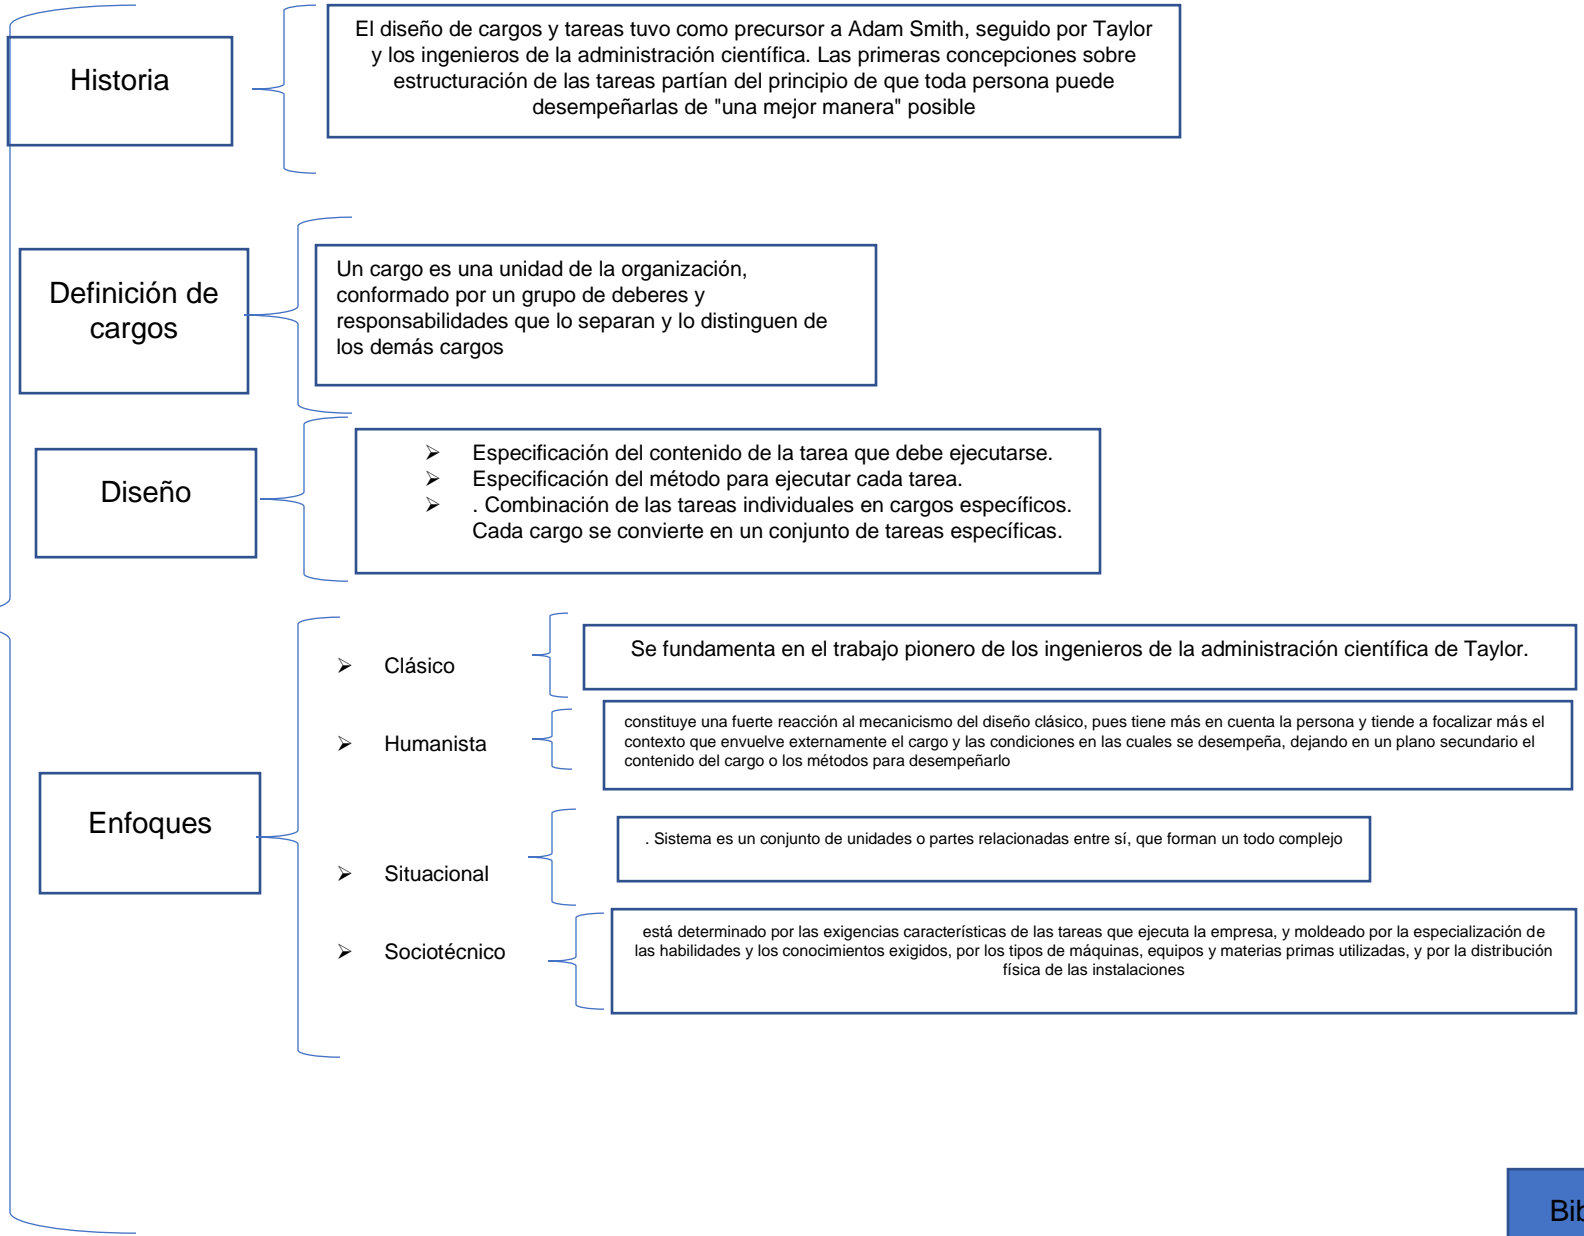 Historia
El diseño de cargos y tareas tuvo como precursor a Adam Smith, seguido por Taylor
y los ingenieros de la administración científica. Las primeras concepciones sobre
estructuración de las tareas partían del principio de que toda persona puede
desempeñarlas de "una mejor manera" posible
Definición de
cargos
Un cargo es una unidad de la organización,
conformado por un grupo de deberes y
responsabilidades que lo separan y lo distinguen de
los demás cargos
Diseño
➢ Especificación del contenido de la tarea que debe ejecutarse.
➢ Especificación del método para ejecutar cada tarea.
➢ . Combinación de las tareas individuales en cargos específicos.
Cada cargo se convierte en un conjunto de tareas específicas.
Enfoques
➢ Clásico
Se fundamenta en el trabajo pionero de los ingenieros de la administración científica de Taylor.
➢ Humanista
constituye una fuerte reacción al mecanicismo del diseño clásico, pues tiene más en cuenta la persona y tiende a focalizar más el
contexto que envuelve externamente el cargo y las condiciones en las cuales se desempeña, dejando en un plano secundario el
contenido del cargo o los métodos para desempeñarlo
➢ Situacional
. Sistema es un conjunto de unidades o partes relacionadas entre sí, que forman un todo complejo
➢ Sociotécnico
está determinado por las exigencias características de las tareas que ejecuta la empresa, y moldeado por la especialización de
las habilidades y los conocimientos exigidos, por los tipos de máquinas, equipos y materias primas utilizadas, y por la distribución
física de las instalaciones